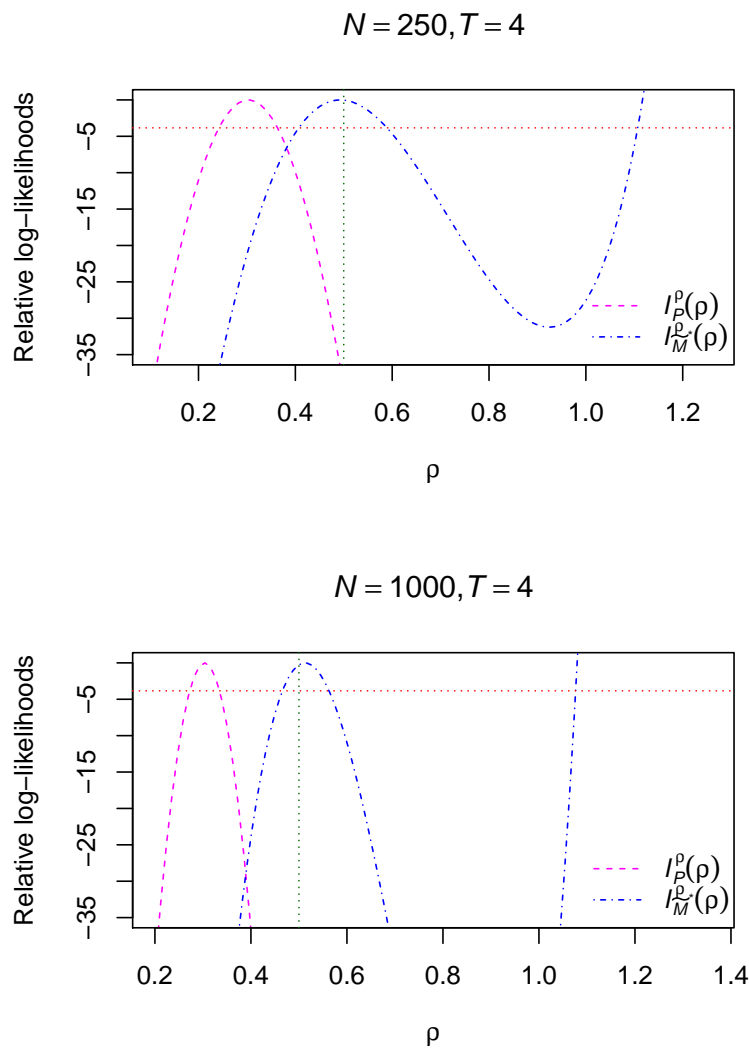 N = 250, T = 4
Relative log−likelihoods
−5
−15
−25
−35
0.2 0.4 0.6 0.8 1.0 1.2
ρ
l_P^ρ(ρ)
l_M̃*^ρ(ρ)
N = 1000, T = 4
Relative log−likelihoods
−5
−15
−25
−35
0.2 0.4 0.6 0.8 1.0 1.2 1.4
ρ
l_P^ρ(ρ)
l_M̃*^ρ(ρ)